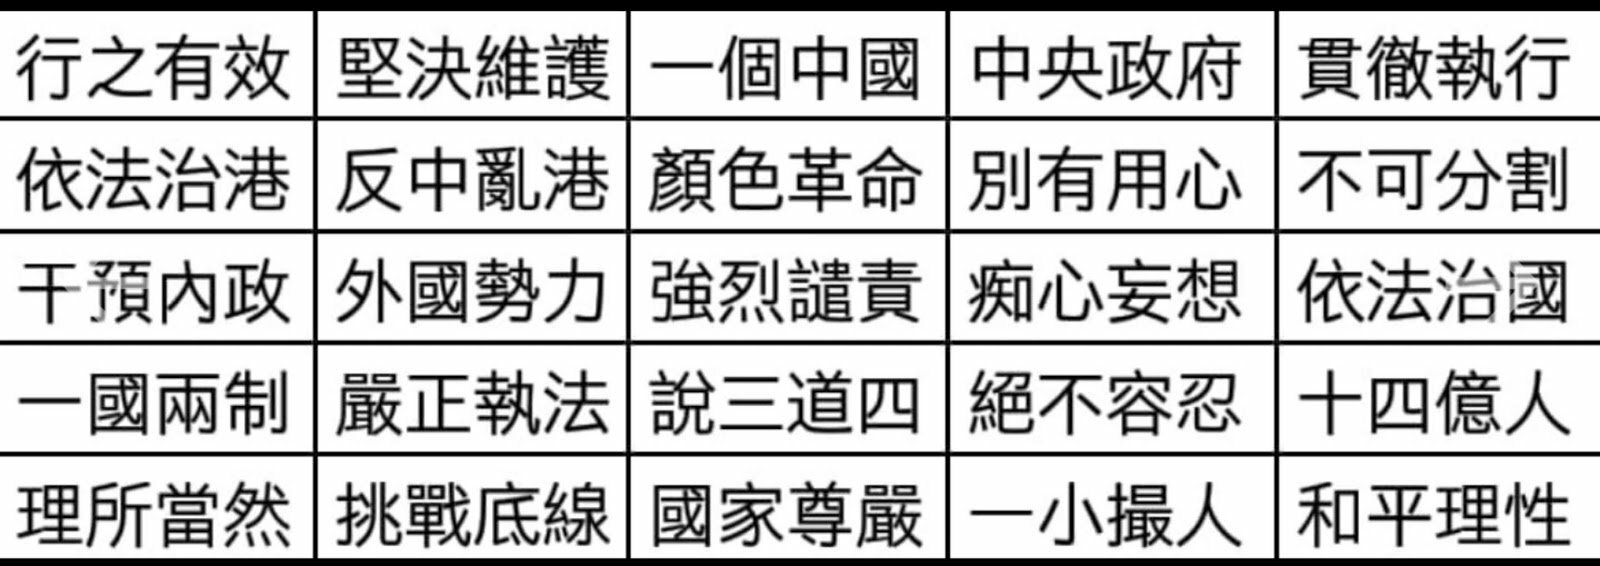 行之有效 堅決維護 一個中國 中央政府 貫徹執行
依法治港 反中亂港 顏色革命 別有用心 不可分割
干預內政 外國勢力 強烈譴責 痴心妄想 依法治國
一國兩制 嚴正執法 說三道四 絕不容忍 十四億人
理所當然 挑戰底線 國家尊嚴 一小撮人 和平理性